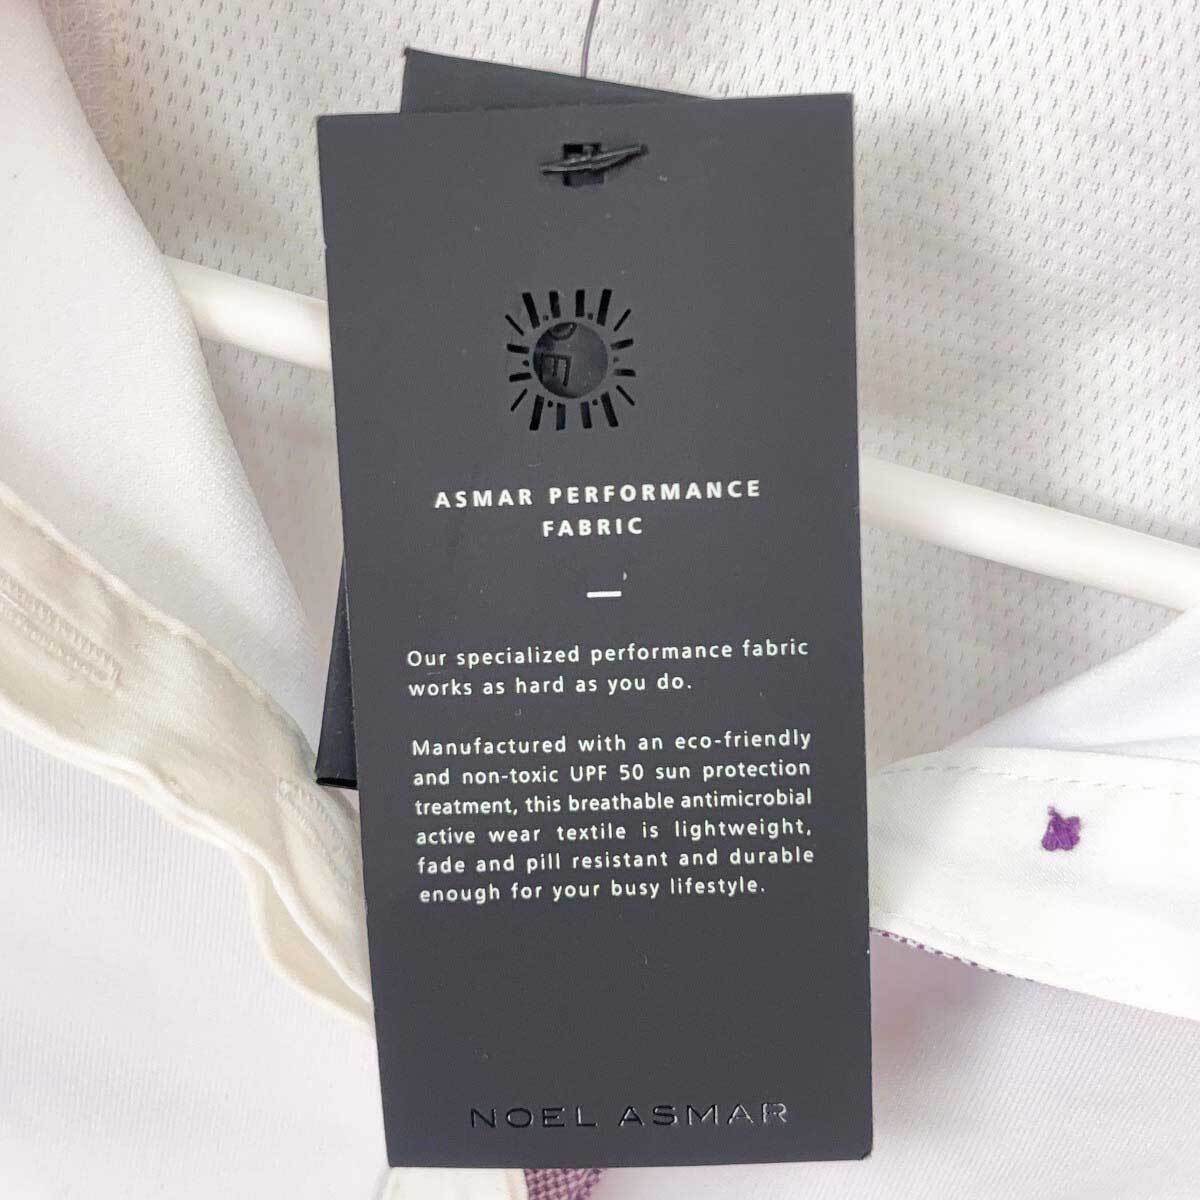 ASMAR PERFORMANCE
FABRIC
Our specialized performance fabric
works as hard as you do.
Manufactured with an eco-friendly
and non-toxic UPF 50 sun protection
treatment, this breathable antimicrobial
active wear textile is lightweight,
fade and pill resistant and durable
enough for your busy lifestyle.
NOEL ASMAR